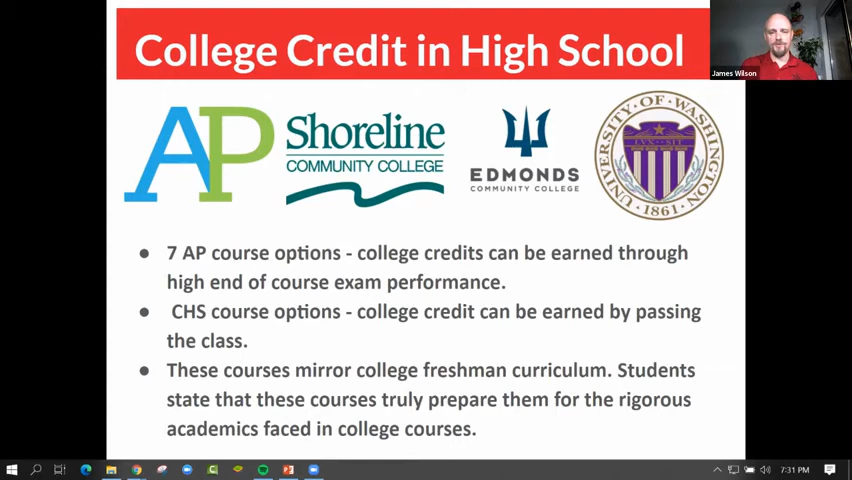 College Credit in High School
James Wilson
AP
Shoreline
COMMUNITY COLLEGE
EDMONDS
COMMUNITY COLLEGE
UNIVERSITY OF WASHINGTON
LVX SIT
1861
● 7 AP course options - college credits can be earned through
high end of course exam performance.
● CHS course options - college credit can be earned by passing
the class.
● These courses mirror college freshman curriculum. Students
state that these courses truly prepare them for the rigorous
academics faced in college courses.
7:31 PM